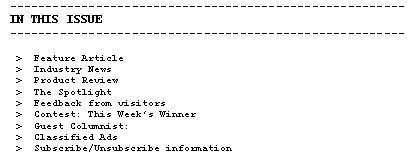 ------------------------------------------------------
IN THIS ISSUE
------------------------------------------------------
> Feature Article
> Industry News
> Product Review
> The Spotlight
> Feedback from visitors
> Contest: This Week's Winner
> Guest Columnist:
> Classified Ads
> Subscribe/Unsubscribe information